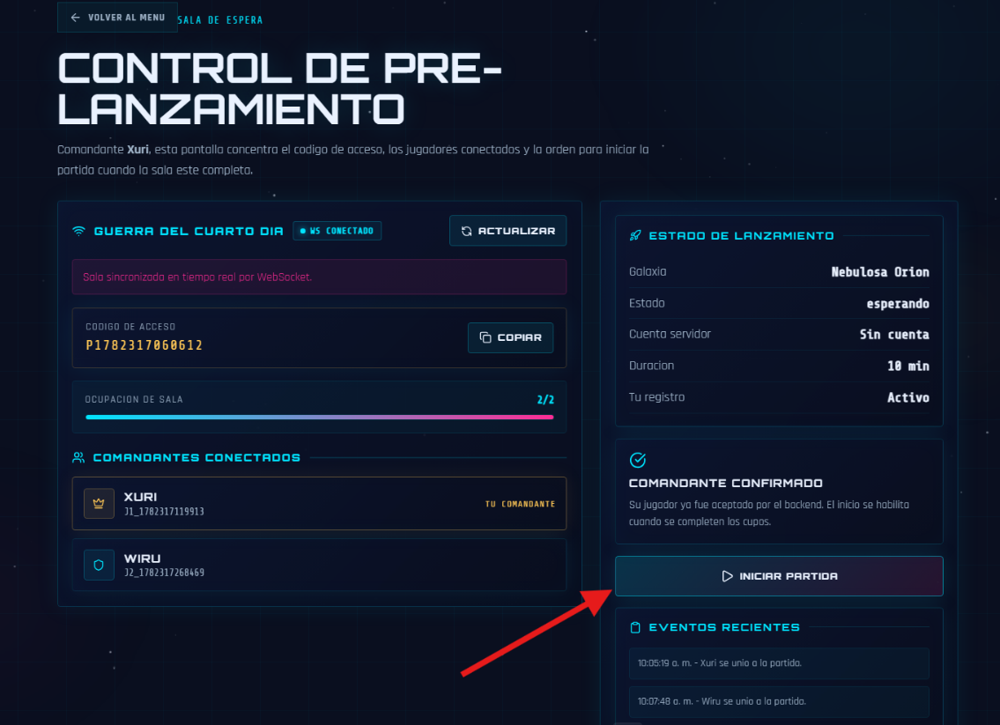 VOLVER AL MENU
SALA DE ESPERA
CONTROL DE PRE-
LANZAMIENTO
Comandante Xuri, esta pantalla concentra el codigo de acceso, los jugadores conectados y la orden para iniciar la
partida cuando la sala este completa.
GUERRA DEL CUARTO DIA
WS CONECTADO
ACTUALIZAR
Sala sincronizada en tiempo real por WebSocket.
CODIGO DE ACCESO
P1782317060612
COPIAR
OCUPACION DE SALA
2/2
COMANDANTES CONECTADOS
XURI
J1_1782317119913
TU COMANDANTE
WIRU
J2_1782317268469
ESTADO DE LANZAMIENTO
Galaxia
Nebulosa Orion
Estado
esperando
Cuenta servidor
Sin cuenta
Duracion
10 min
Tu registro
Activo
COMANDANTE CONFIRMADO
Su jugador ya fue aceptado por el backend. El inicio se habilita
cuando se completen los cupos.
INICIAR PARTIDA
EVENTOS RECIENTES
10:05:19 a. m. - Xuri se unio a la partida.
10:07:48 a. m. - Wiru se unio a la partida.